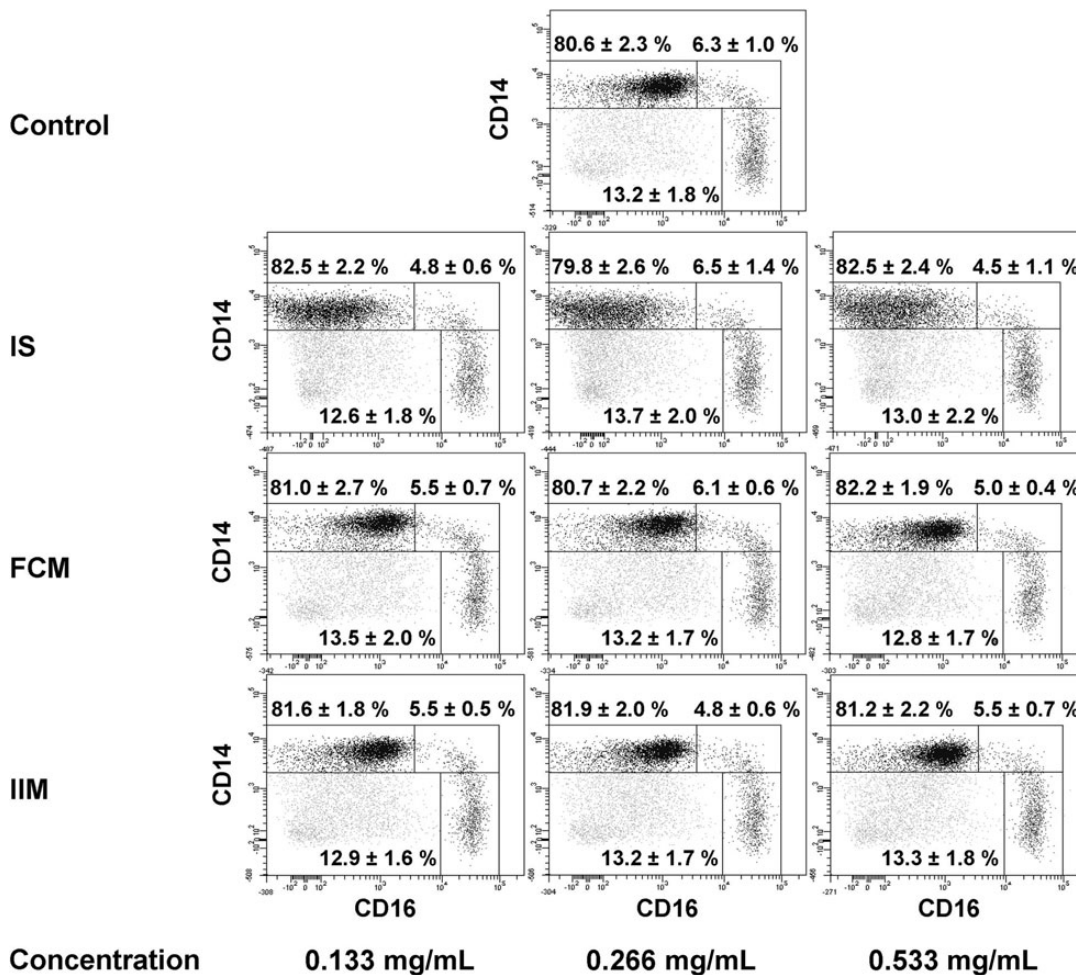 80.6 ± 2.3 % 6.3 ± 1.0 %
Control
CD14
13.2 ± 1.8 %
82.5 ± 2.2 % 4.8 ± 0.6 % 79.8 ± 2.6 % 6.5 ± 1.4 % 82.5 ± 2.4 % 4.5 ± 1.1 %
IS
CD14
12.6 ± 1.8 % 13.7 ± 2.0 % 13.0 ± 2.2 %
81.0 ± 2.7 % 5.5 ± 0.7 % 80.7 ± 2.2 % 6.1 ± 0.6 % 82.2 ± 1.9 % 5.0 ± 0.4 %
FCM
CD14
13.5 ± 2.0 % 13.2 ± 1.7 % 12.8 ± 1.7 %
81.6 ± 1.8 % 5.5 ± 0.5 % 81.9 ± 2.0 % 4.8 ± 0.6 % 81.2 ± 2.2 % 5.5 ± 0.7 %
IIM
CD14
12.9 ± 1.6 % 13.2 ± 1.7 % 13.3 ± 1.8 %
CD16 CD16 CD16
Concentration 0.133 mg/mL 0.266 mg/mL 0.533 mg/mL